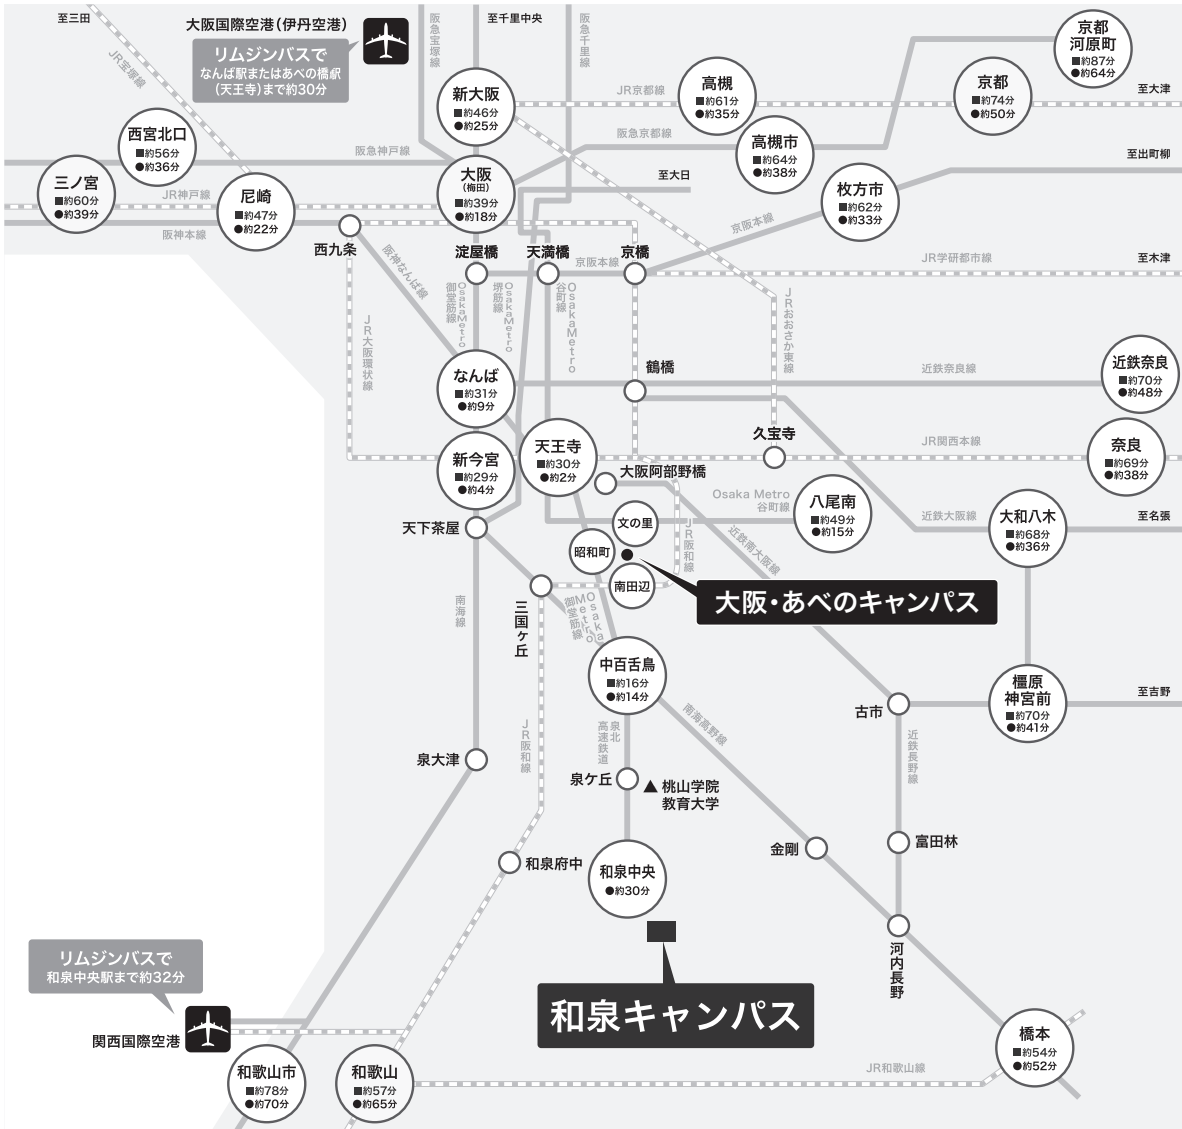 至三田
大阪国際空港（伊丹空港）
リムジンバスで
なんば駅またはあべの橋駅
（天王寺）まで約30分
阪急宝塚線
至千里中央
阪急千里線
JR宝塚線
京都
河原町
■約87分
●約64分
新大阪
■約46分
●約25分
JR京都線
高槻
■約61分
●約35分
京都
■約74分
●約50分
至大津
西宮北口
■約56分
●約36分
阪急神戸線
阪急京都線
高槻市
■約64分
●約38分
至出町柳
三ノ宮
■約60分
●約39分
JR神戸線
阪神本線
尼崎
■約47分
●約22分
大阪
（梅田）
■約39分
●約18分
至大日
枚方市
■約62分
●約33分
京阪本線
西九条
阪神なんば線
淀屋橋
天満橋
京阪本線
京橋
JR学研都市線
至木津
OsakaMetro
御堂筋線
OsakaMetro
堺筋線
OsakaMetro
谷町線
JRおおさか東線
JR大阪環状線
なんば
■約31分
●約9分
鶴橋
近鉄奈良線
近鉄奈良
■約70分
●約48分
新今宮
■約29分
●約4分
天王寺
■約30分
●約2分
久宝寺
JR関西本線
奈良
■約69分
●約38分
大阪阿部野橋
Osaka Metro
谷町線
八尾南
■約49分
●約15分
近鉄大阪線
大和八木
■約68分
●約36分
至名張
天下茶屋
文の里
昭和町
南田辺
JR阪和線
近鉄南大阪線
大阪・あべのキャンパス
南海線
三国ヶ丘
OsakaMetro
御堂筋線
中百舌鳥
■約16分
●約14分
橿原
神宮前
■約70分
●約41分
至吉野
古市
JR阪和線
泉北
高速鉄道
南海高野線
近鉄長野線
泉大津
泉ケ丘
▲桃山学院
教育大学
和泉府中
金剛
富田林
和泉中央
●約30分
河内長野
リムジンバスで
和泉中央駅まで約32分
和泉キャンパス
関西国際空港
和歌山市
■約78分
●約70分
和歌山
■約57分
●約65分
JR和歌山線
橋本
■約54分
●約52分